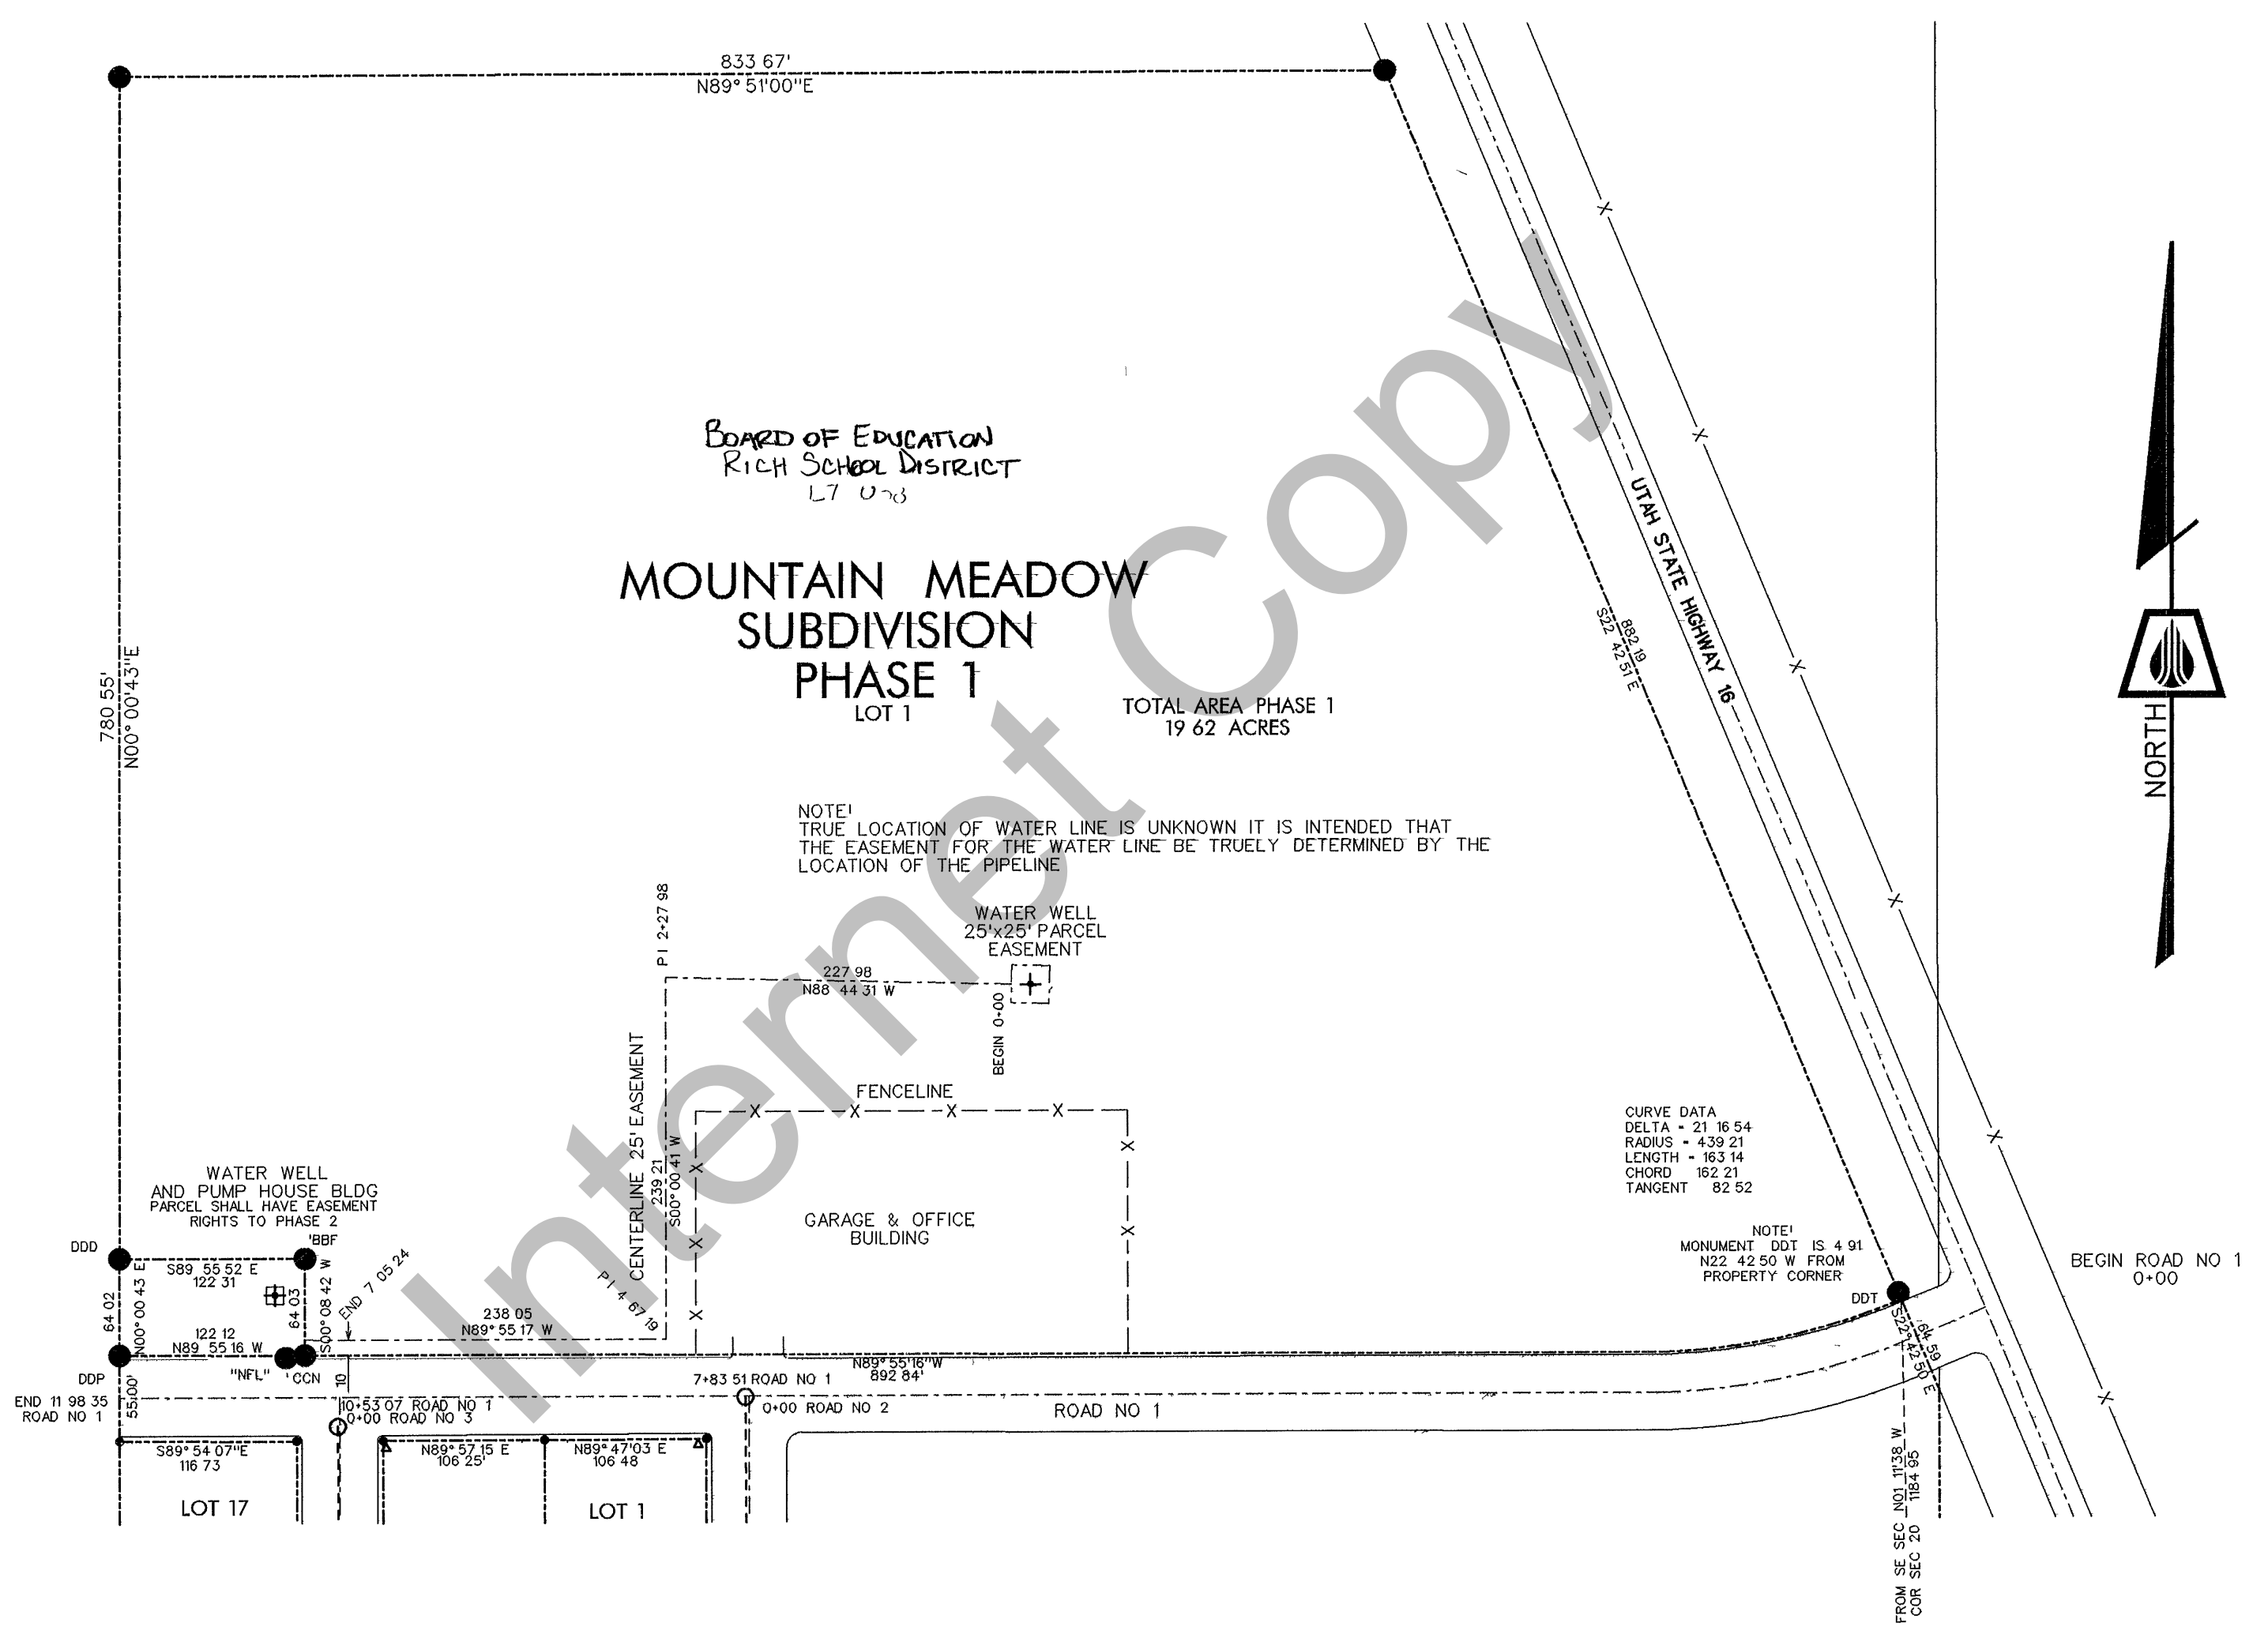 833 67'
N89° 51'00"E
BOARD OF EDUCATION
RICH SCHOOL DISTRICT
MOUNTAIN MEADOW
SUBDIVISION
PHASE 1
LOT 1
TOTAL AREA PHASE 1
19 62 ACRES
780 55'
N00° 00'43"E
UTAH STATE HIGHWAY 16
882 19
S22 42 51 E
NORTH
NOTE!
TRUE LOCATION OF WATER LINE IS UNKNOWN IT IS INTENDED THAT
THE EASEMENT FOR THE WATER LINE BE TRUELY DETERMINED BY THE
LOCATION OF THE PIPELINE
WATER WELL
25'x25' PARCEL
EASEMENT
P I 2+27 98
227 98
N88 44 31 W
BEGIN 0+00
CENTERLINE 25' EASEMENT
239 21
S00° 00 41 W
FENCELINE
GARAGE & OFFICE
BUILDING
CURVE DATA
DELTA = 21 16 54
RADIUS = 439 21
LENGTH = 163 14
CHORD 162 21
TANGENT 82 52
NOTE!
MONUMENT DDT IS 4 91
N22 42 50 W FROM
PROPERTY CORNER
DDT
BEGIN ROAD NO 1
0+00
WATER WELL
AND PUMP HOUSE BLDG
PARCEL SHALL HAVE EASEMENT
RIGHTS TO PHASE 2
'BBF
DDD
S89 55 52 E
122 31
64 02
N00° 00 43 E
64 03
S00° 08 42 W
END 7 05 24
P I 4 67 19
238 05
N89° 55 17 W
122 12
N89 55 16 W
"NFL"
' CCN
DDP
END 11 98 35
ROAD NO 1
55.00'
10
10+53 07 ROAD NO 1
0+00 ROAD NO 3
7+83 51 ROAD NO 1
0+00 ROAD NO 2
N89° 55'16"W
892 84'
ROAD NO 1
64 59
S22° 42 50 E
S89° 54 07"E
116 73
N89° 57 15 E
106 25'
N89° 47'03 E
106 48
LOT 17
LOT 1
FROM SE SEC N01 11'38 W
COR SEC 20 1184 95
Internet Copy